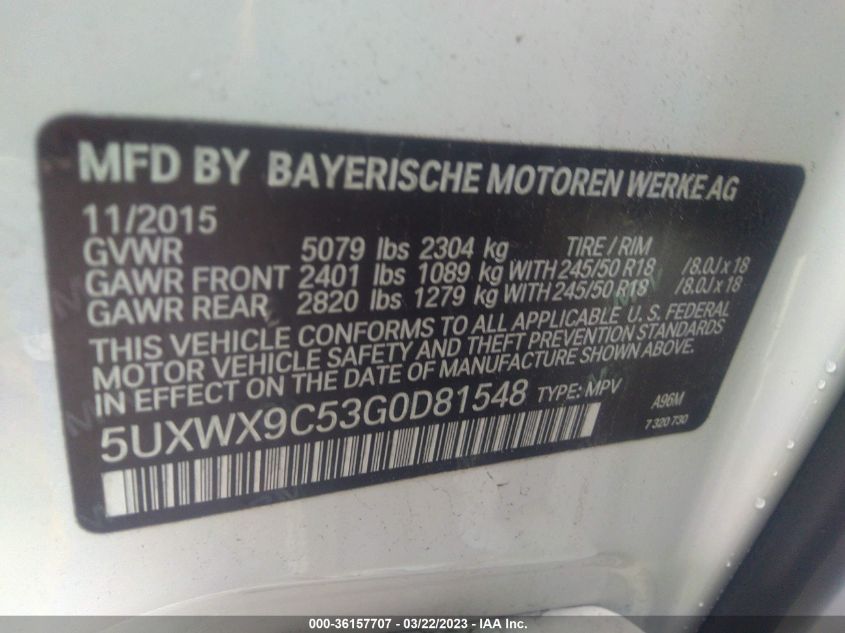 MFD BY BAYERISCHE MOTOREN WERKE AG
11/2015
GVWR 5079 lbs 2304 kg TIRE / RIM
GAWR FRONT 2401 lbs 1089 kg WITH 245/50 R18 /8.0J x 18
GAWR REAR 2820 lbs 1279 kg WITH 245/50 R18 /8.0J x 18
THIS VEHICLE CONFORMS TO ALL APPLICABLE U. S. FEDERAL
MOTOR VEHICLE SAFETY AND THEFT PREVENTION STANDARDS
IN EFFECT ON THE DATE OF MANUFACTURE SHOWN ABOVE.
5UXWX9C53G0D81548 TYPE: MPV A96M
7 320 730
000-36157707 - 03/22/2023 - IAA Inc.